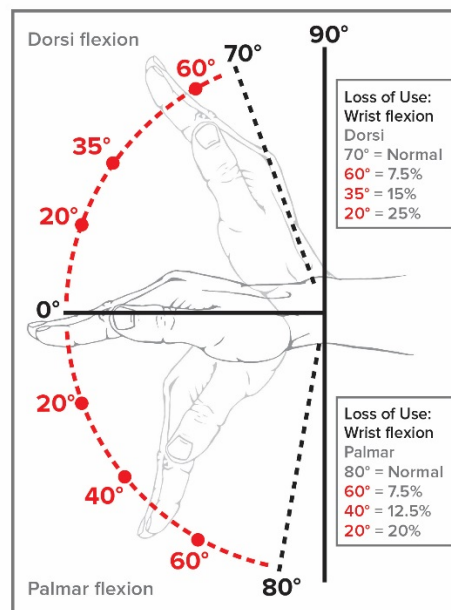 Dorsi flexion
90°
70°
60°
35°
20°
0°
20°
40°
60°
80°
Palmar flexion
Loss of Use:
Wrist flexion
Dorsi
70° = Normal
60° = 7.5%
35° = 15%
20° = 25%
Loss of Use:
Wrist flexion
Palmar
80° = Normal
60° = 7.5%
40° = 12.5%
20° = 20%